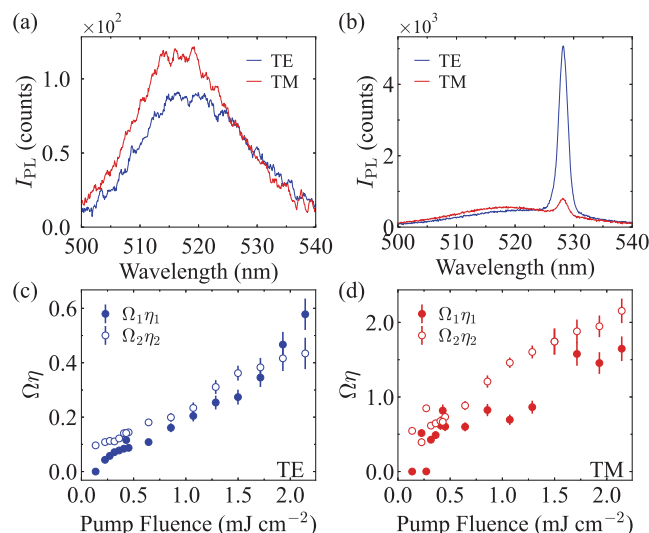 (a) ×10² (b) ×10³
1.0 TE TM 4 TE TM
I_PL (counts) I_PL (counts)
0.5 2
0.0 0
500 510 520 530 540 500 510 520 530 540
Wavelength (nm) Wavelength (nm)
(c) (d)
0.6 Ω₁η₁ 2.0 Ω₁η₁
Ω₂η₂ Ω₂η₂
0.4
Ωη Ωη
1.0
0.2
0.0 TE 0.0 TM
0.0 0.5 1.0 1.5 2.0 0.0 0.5 1.0 1.5 2.0
Pump Fluence (mJ cm⁻²) Pump Fluence (mJ cm⁻²)